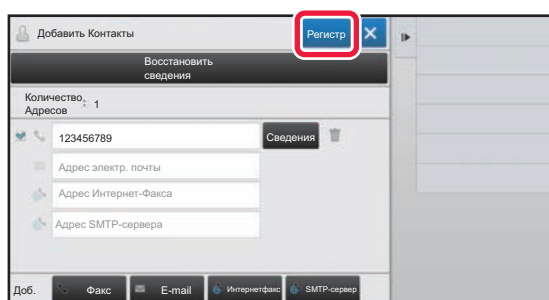 Добавить Контакты
Регистр
Восстановить
сведения
Количество
Адресов : 1
123456789
Сведения
Адрес электр. почты
Адрес Интернет-Факса
Адрес SMTP-сервера
Доб.
Факс
E-mail
Интернетфакс
SMTP-сервер